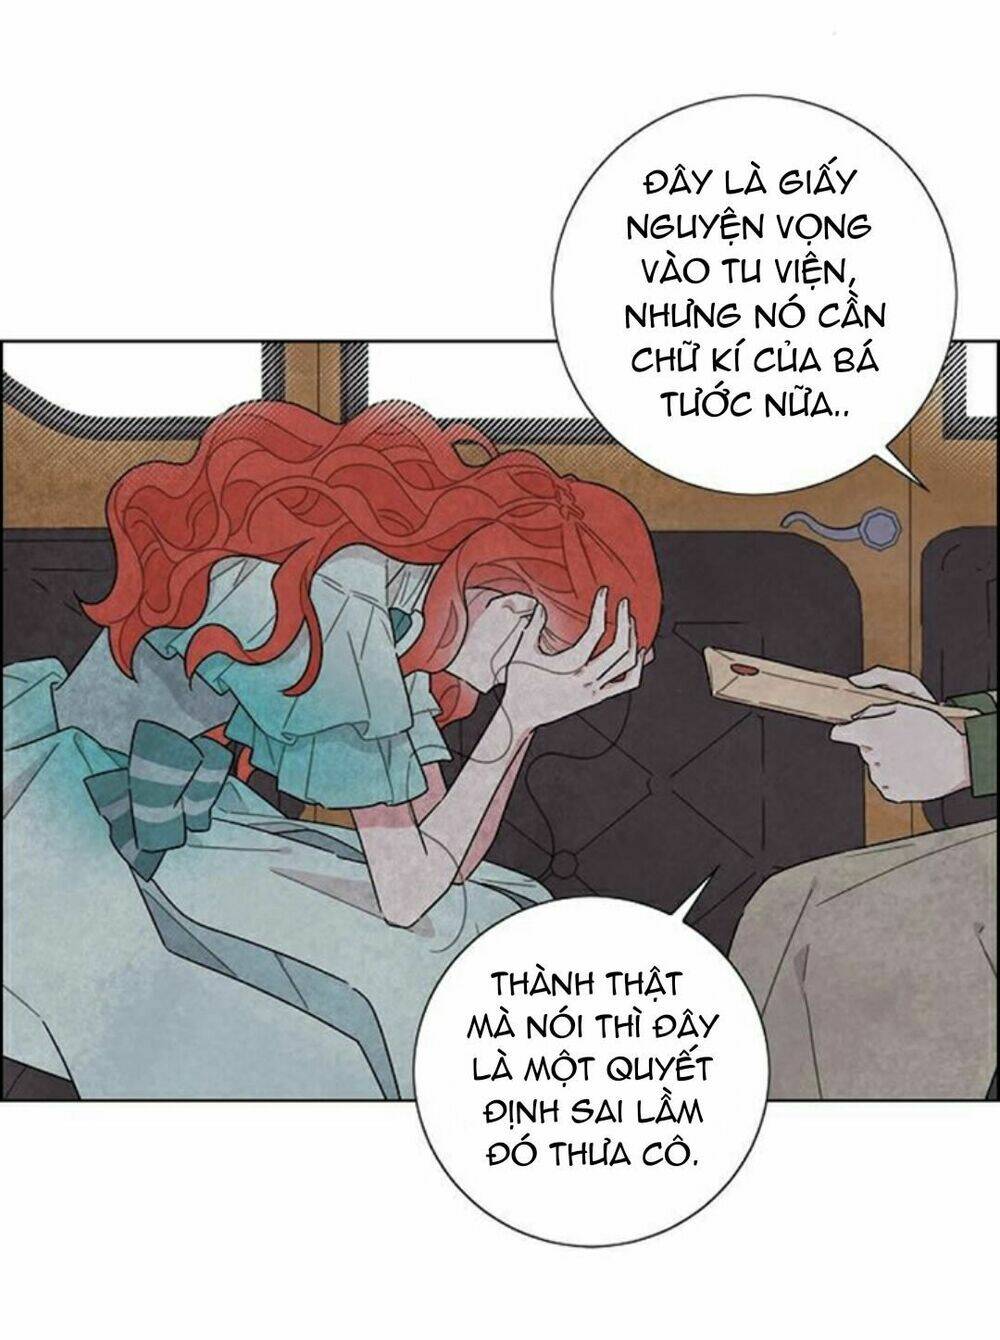 ĐÂY LÀ GIẤY
NGUYỆN VỌNG
VÀO TU VIỆN,
NHƯNG NÓ CẦN
CHỮ KÍ CỦA BÁ
TƯỚC NỮA..
THÀNH THẬT
MÀ NÓI THÌ ĐÂY
LÀ MỘT QUYẾT
ĐỊNH SAI LẦM
ĐÓ THƯA CÔ.